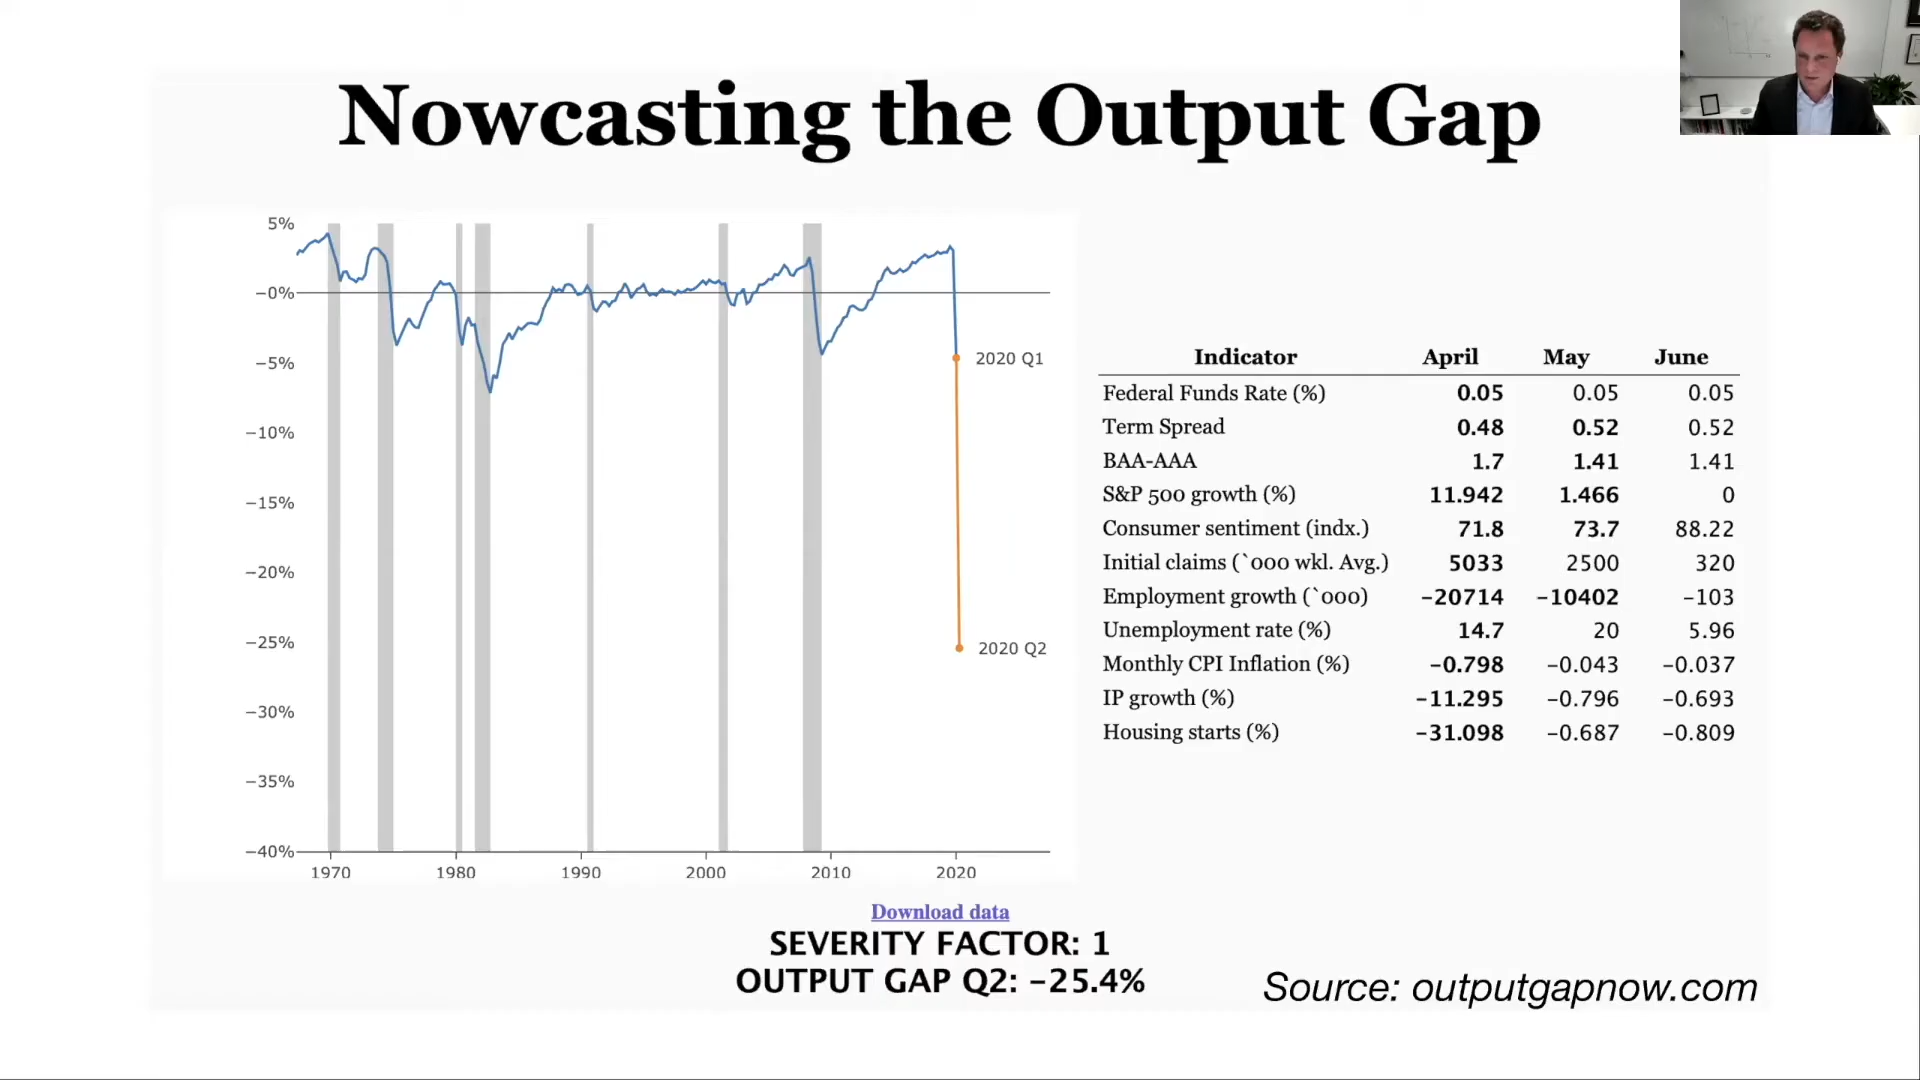 Nowcasting the Output Gap
5%
−0%
−5%
−10%
−15%
−20%
−25%
−30%
−35%
−40%
1970 1980 1990 2000 2010 2020
2020 Q1
2020 Q2
Indicator April May June
Federal Funds Rate (%) 0.05 0.05 0.05
Term Spread 0.48 0.52 0.52
BAA-AAA 1.7 1.41 1.41
S&P 500 growth (%) 11.942 1.466 0
Consumer sentiment (indx.) 71.8 73.7 88.22
Initial claims (`000 wkl. Avg.) 5033 2500 320
Employment growth (`000) −20714 −10402 −103
Unemployment rate (%) 14.7 20 5.96
Monthly CPI Inflation (%) −0.798 −0.043 −0.037
IP growth (%) −11.295 −0.796 −0.693
Housing starts (%) −31.098 −0.687 −0.809
Download data
SEVERITY FACTOR: 1
OUTPUT GAP Q2: −25.4%
Source: outputgapnow.com